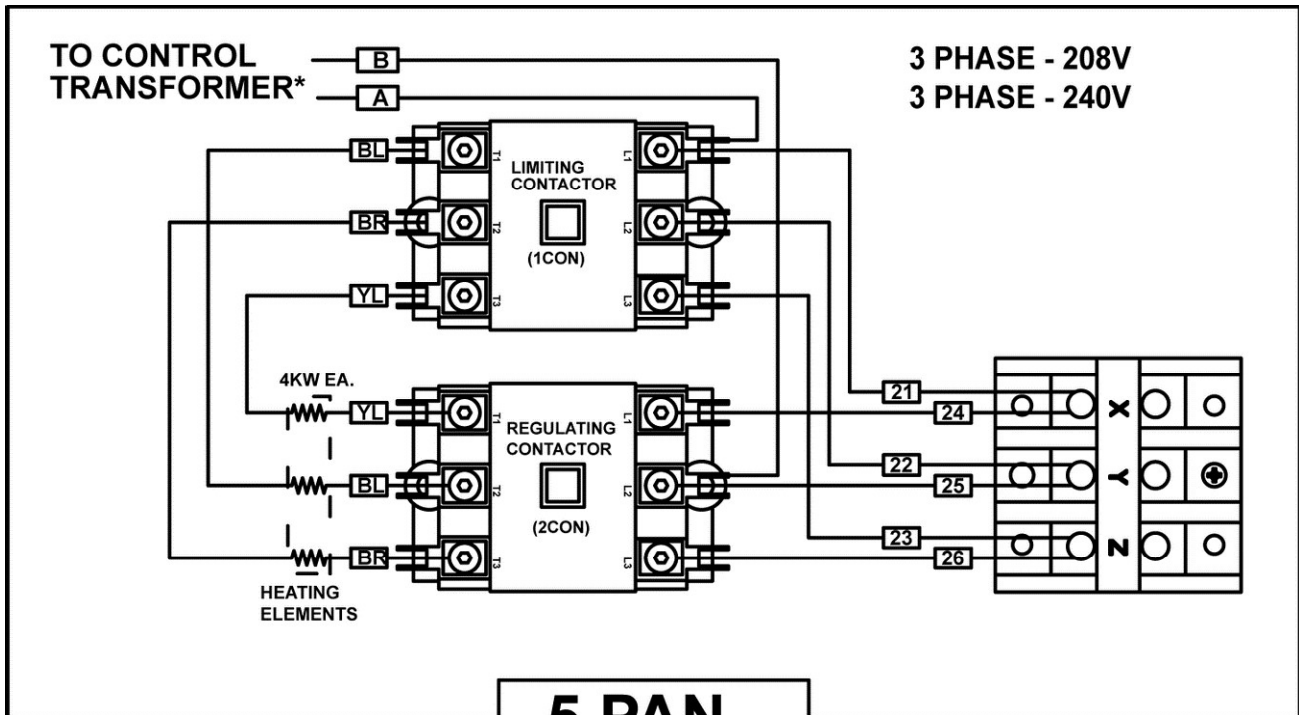 TO CONTROL
TRANSFORMER*
B
A
3 PHASE - 208V
3 PHASE - 240V
BL
BR
YL
T1
T2
T3
LIMITING
CONTACTOR
(1CON)
L1
L2
L3
4KW EA.
YL
BL
BR
HEATING
ELEMENTS
T1
T2
T3
REGULATING
CONTACTOR
(2CON)
L1
L2
L3
21
24
22
25
23
26
X
Y
Z
5 PAN